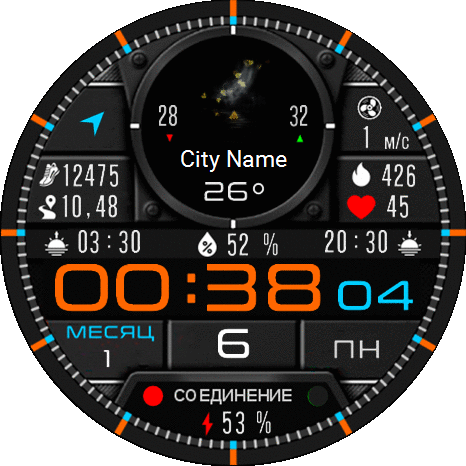 28 32
City Name
26°
1 м/с
12475 426
10,48 45
03:30 52 % 20:30
00:38 04
МЕСЯЦ
1 6 ПН
СОЕДИНЕНИЕ
53 %